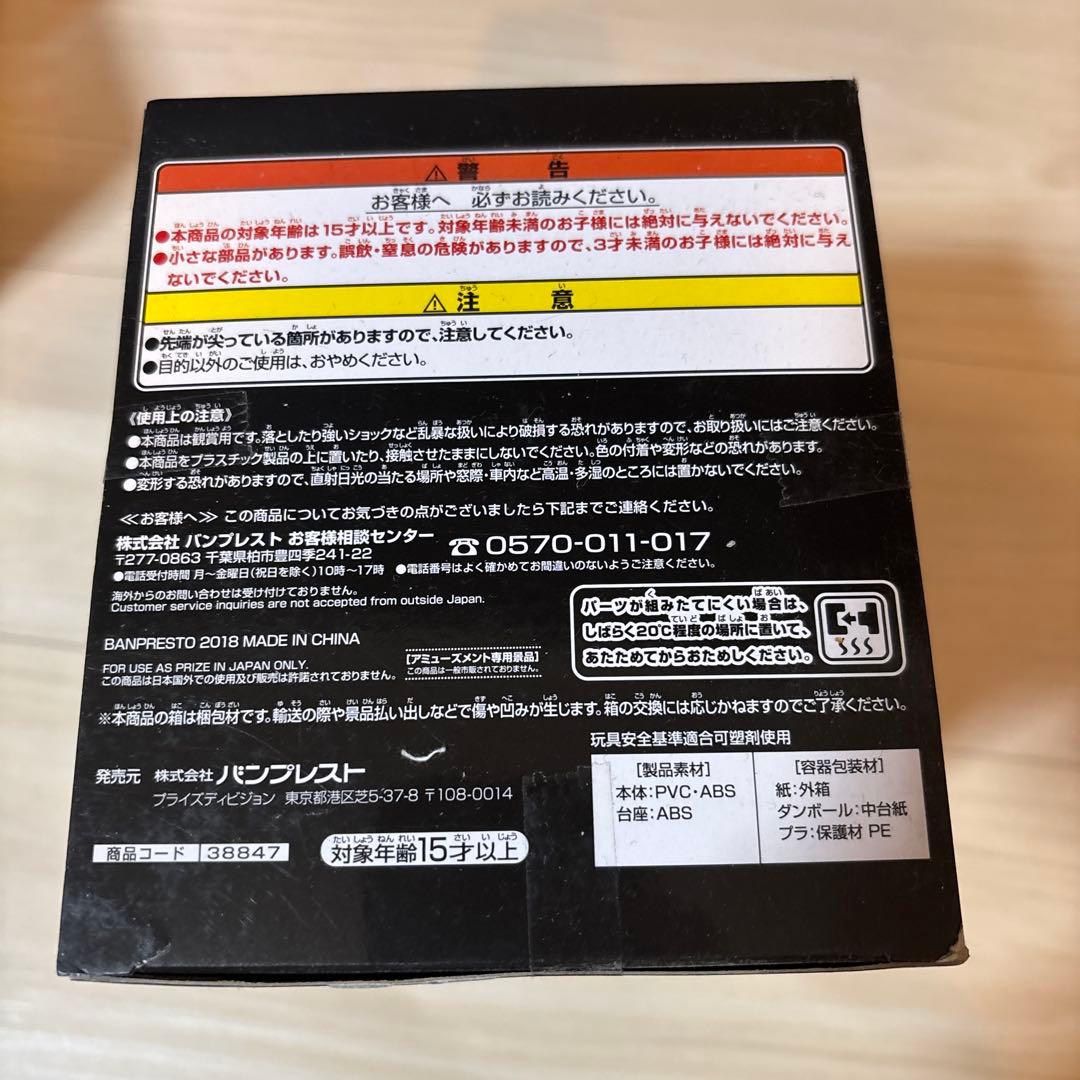 ⚠警告
お客様へ 必ずお読みください。
●本商品の対象年齢は15才以上です。対象年齢未満のお子様には絶対に与えないでください。
●小さな部品があります。誤飲・窒息の危険がありますので、3才未満のお子様には絶対に与え
ないでください。
⚠注意
●先端が尖っている箇所がありますので、注意してください。
●目的以外のご使用は、おやめください。
《使用上の注意》
●本商品は観賞用です。落としたり強いショックなど乱暴な扱いにより破損する恐れがありますので、お取り扱いにはご注意ください。
●本商品をプラスチック製品の上に置いたり、接触させたままにしないでください。色の付着や変形などの恐れがあります。
●変形する恐れがありますので、直射日光の当たる場所や窓際・車内など高温・多湿のところには置かないでください。
≪お客様へ≫ この商品についてお気づきの点がございましたら下記までご連絡ください。
株式会社 バンプレスト お客様相談センター ☎0570-011-017
〒277-0863 千葉県柏市豊四季241-22
●電話受付時間 月〜金曜日(祝日を除く)10時〜17時 ●電話番号はよく確かめてお間違いのないようご注意ください。
海外からのお問い合わせは受け付けておりません。
Customer service inquiries are not accepted from outside Japan.
パーツが組みたてにくい場合は、
しばらく20℃程度の場所に置いて、
あたためてからおためしください。
BANPRESTO 2018 MADE IN CHINA
FOR USE AS PRIZE IN JAPAN ONLY.
この商品は日本国外での使用及び販売は許諾されておりません。
[アミューズメント専用景品]
この商品は一般市販されておりません。
※本商品の箱は梱包材です。輸送の際や景品払い出しなどで傷や凹みが生じます。箱の交換には応じかねますのでご了承ください。
玩具安全基準適合可塑剤使用
[製品素材]
本体:PVC・ABS
台座:ABS
[容器包装材]
紙:外箱
ダンボール:中台紙
プラ:保護材 PE
発売元 株式会社 バンプレスト
プライズディビジョン 東京都港区芝5-37-8 〒108-0014
商品コード 38847
対象年齢15才以上